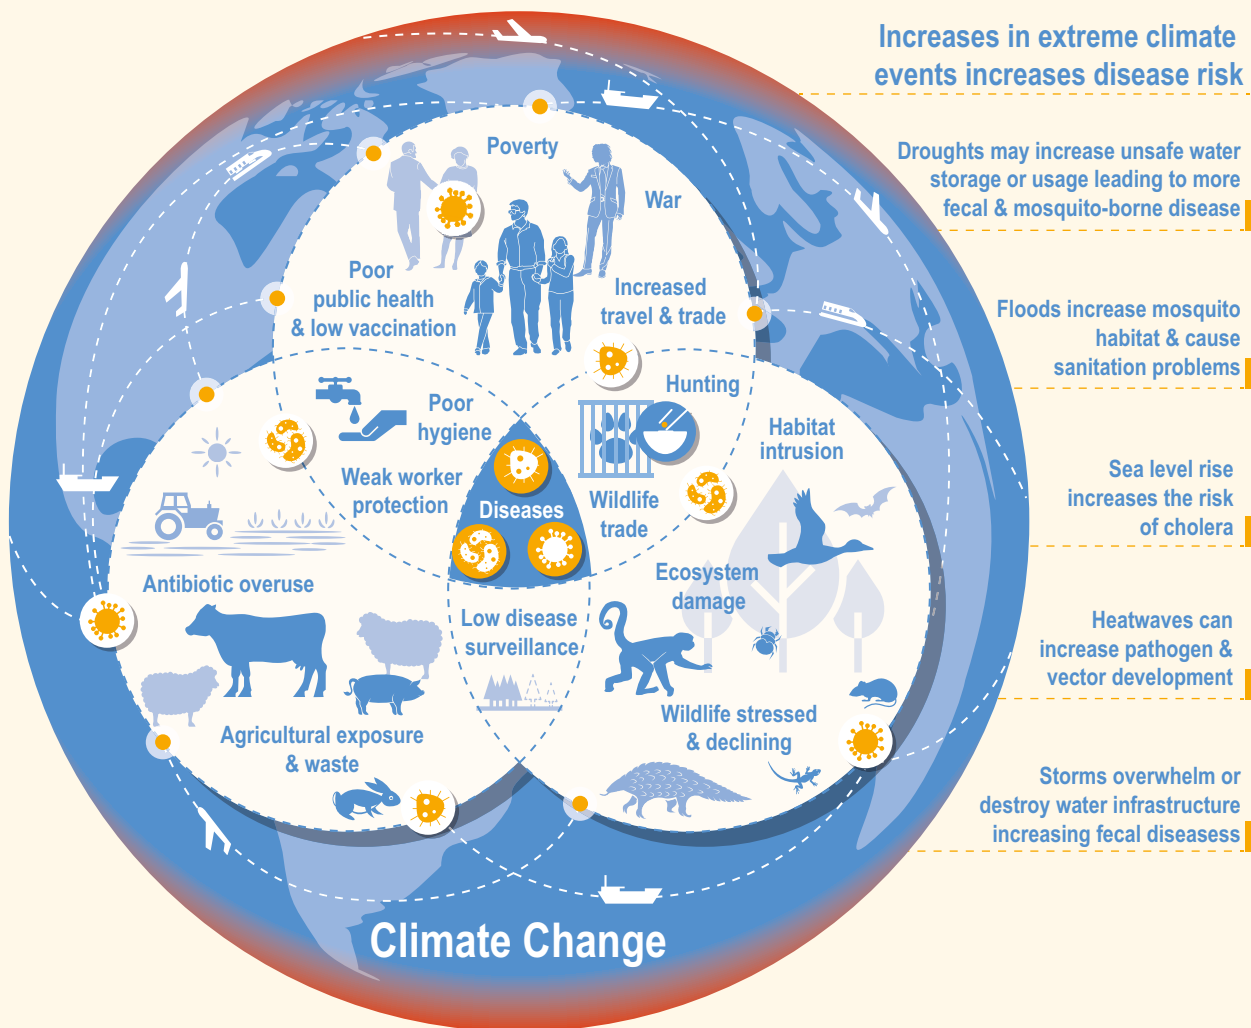 Increases in extreme climate
events increases disease risk
Droughts may increase unsafe water
storage or usage leading to more
fecal & mosquito-borne disease
Floods increase mosquito
habitat & cause
sanitation problems
Sea level rise
increases the risk
of cholera
Heatwaves can
increase pathogen &
vector development
Storms overwhelm or
destroy water infrastructure
increasing fecal diseasess
Poverty
War
Poor
public health
& low vaccination
Increased
travel & trade
Hunting
Poor
hygiene
Habitat
intrusion
Weak worker
protection
Wildlife
trade
Diseases
Antibiotic overuse
Ecosystem
damage
Low disease
surveillance
Agricultural exposure
& waste
Wildlife stressed
& declining
Climate Change